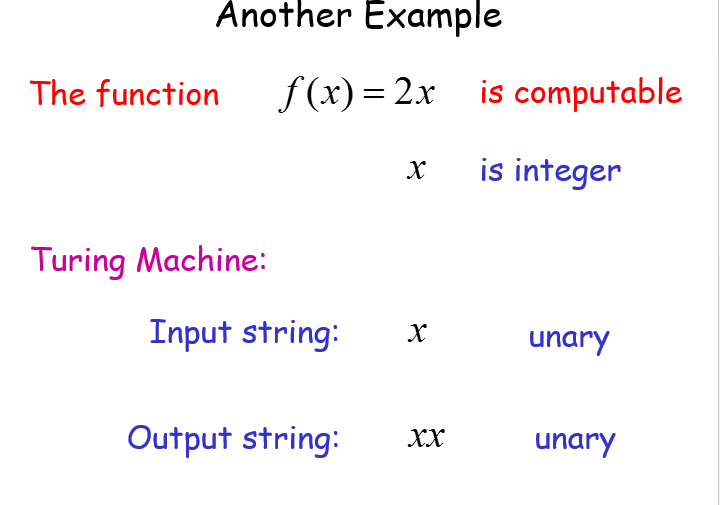 Another Example
The function f(x) = 2x is computable
x is integer
Turing Machine:
Input string: x unary
Output string: xx unary